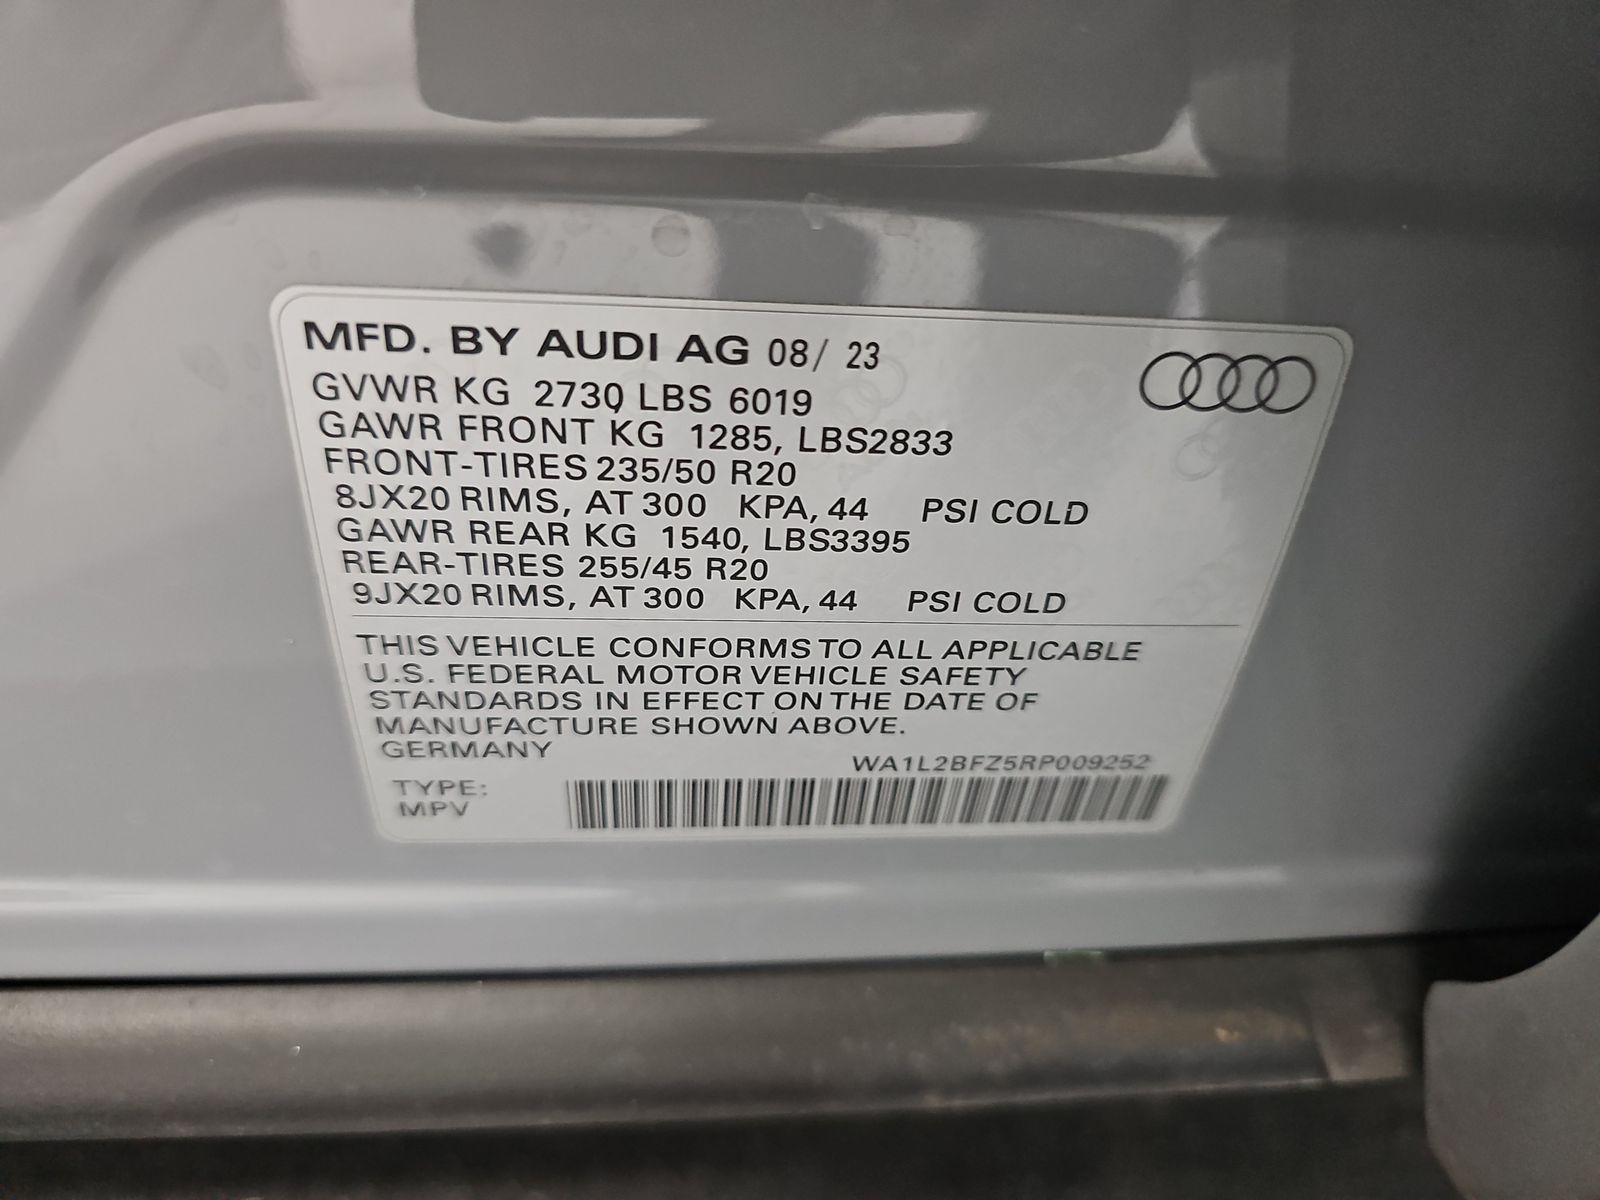 MFD. BY AUDI AG 08/ 23
GVWR KG 2730 LBS 6019
GAWR FRONT KG 1285, LBS2833
FRONT-TIRES 235/50 R20
8JX20 RIMS, AT 300 KPA, 44 PSI COLD
GAWR REAR KG 1540, LBS3395
REAR-TIRES 255/45 R20
9JX20 RIMS, AT 300 KPA, 44 PSI COLD
THIS VEHICLE CONFORMS TO ALL APPLICABLE
U.S. FEDERAL MOTOR VEHICLE SAFETY
STANDARDS IN EFFECT ON THE DATE OF
MANUFACTURE SHOWN ABOVE.
GERMANY
WA1L2BFZ5RP009252
TYPE:
MPV